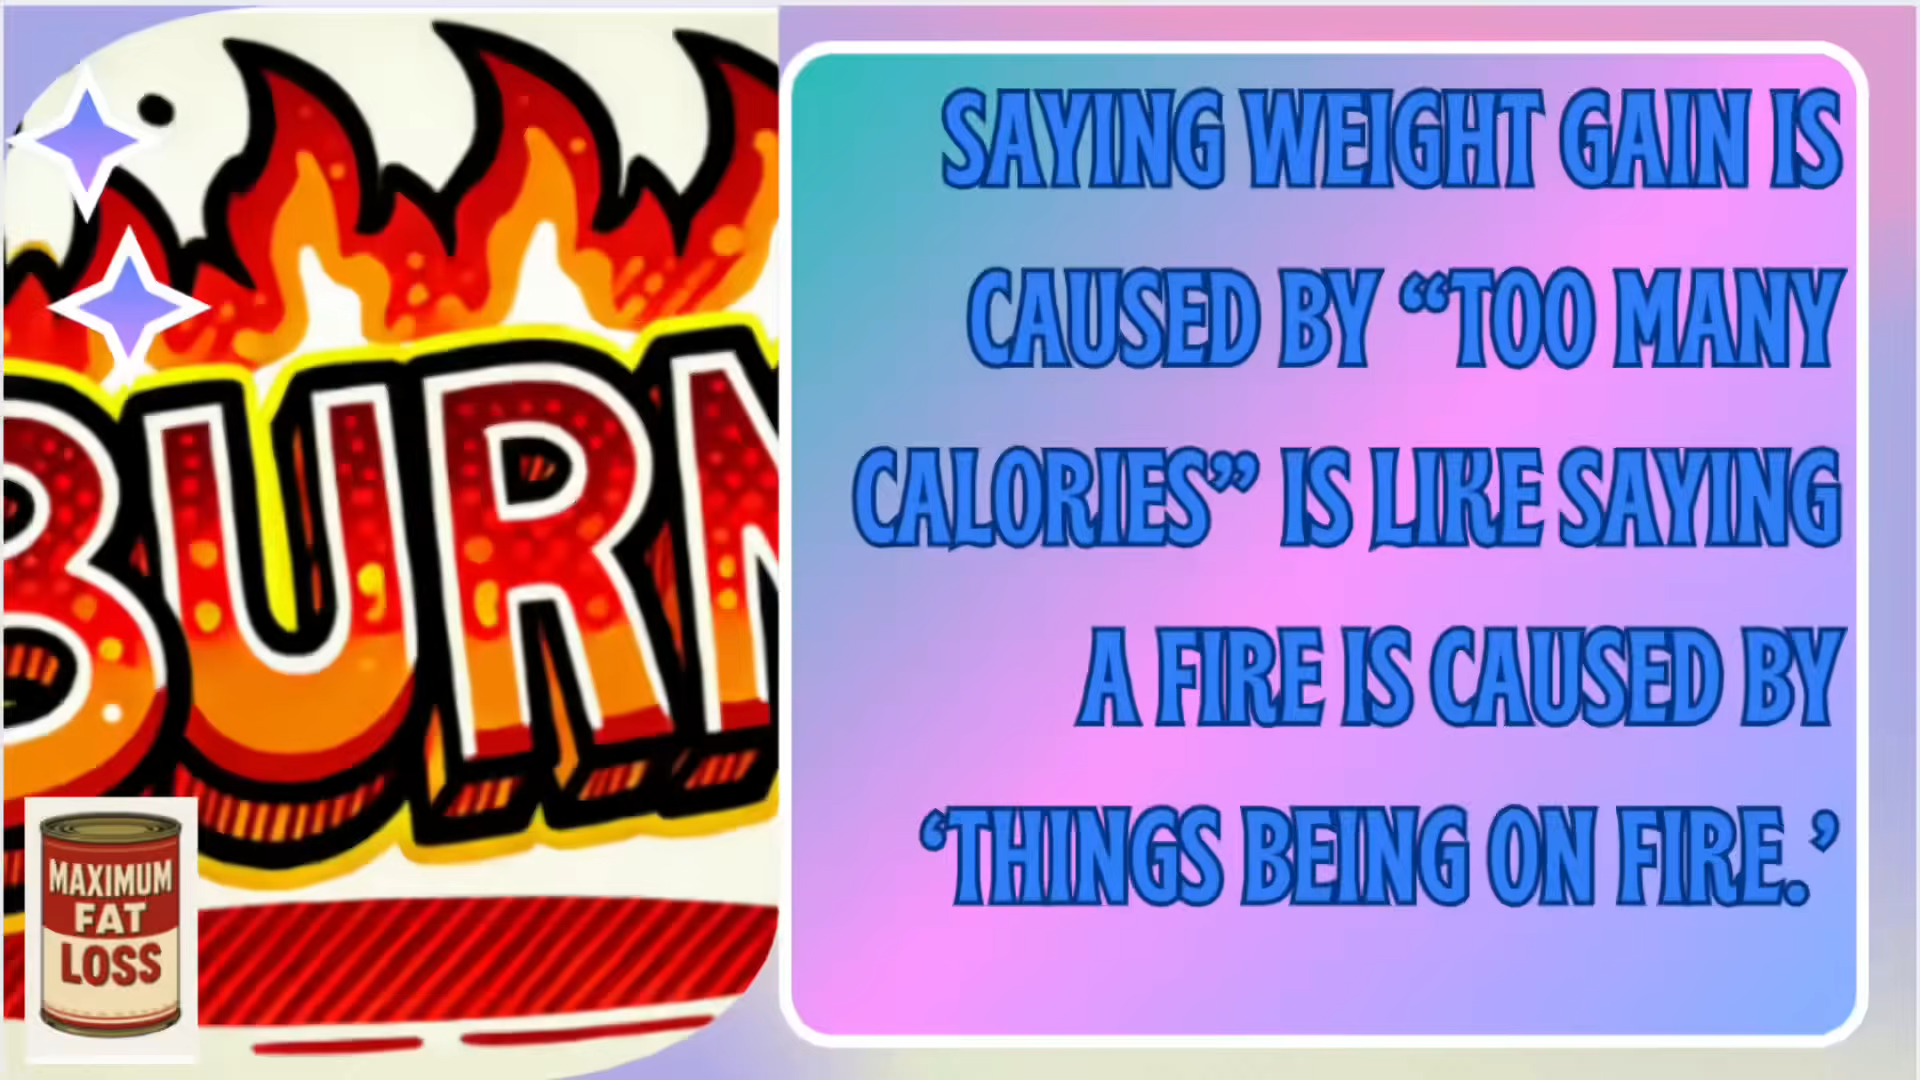 BURN
SAYING WEIGHT GAIN IS
CAUSED BY “TOO MANY
CALORIES” IS LIKE SAYING
A FIRE IS CAUSED BY
‘THINGS BEING ON FIRE.’
MAXIMUM
FAT
LOSS